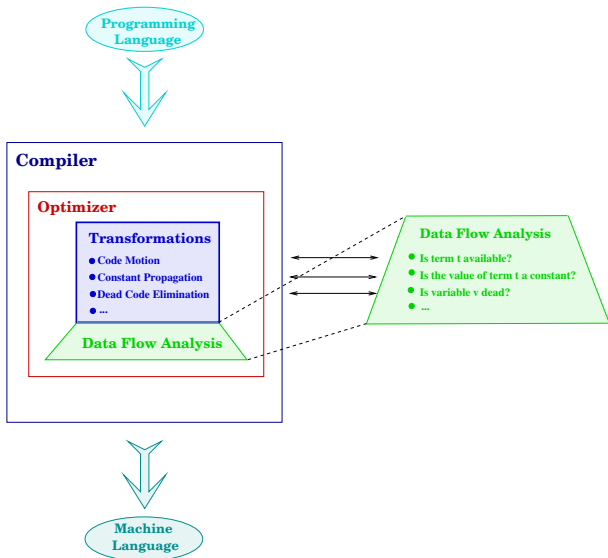 Programming
Language
Compiler
Optimizer
Transformations
Code Motion
Constant Propagation
Dead Code Elimination
...
Data Flow Analysis
Data Flow Analysis
Is term t available?
Is the value of term t a constant?
Is variable v dead?
...
Machine
Language